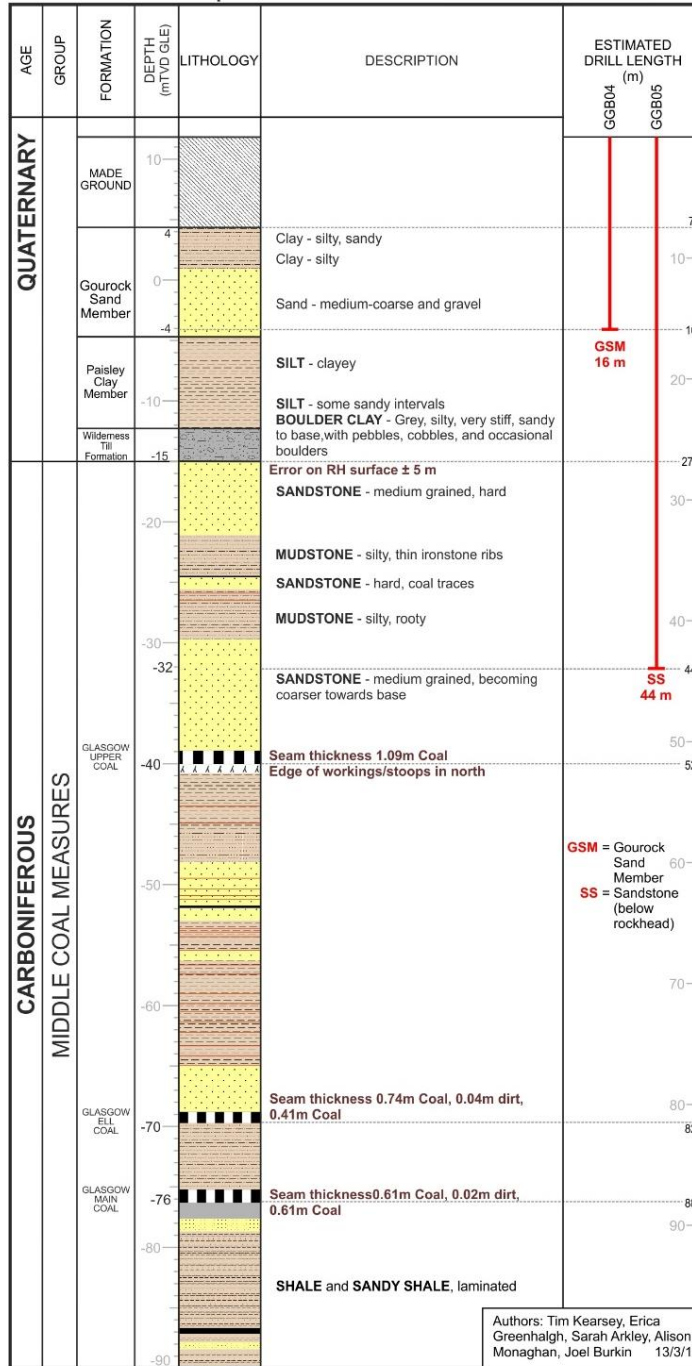 AGE
GROUP
FORMATION
DEPTH
(mTVD GLE)
LITHOLOGY
DESCRIPTION
ESTIMATED
DRILL LENGTH
(m)
GGB04
GGB05
QUATERNARY
MADE
GROUND
10
7
4
Clay - silty, sandy
Clay - silty
10
0
Gourock
Sand
Member
Sand - medium-coarse and gravel
-4
16
GSM
16 m
Paisley
Clay
Member
SILT - clayey
20
-10
SILT - some sandy intervals
BOULDER CLAY - Grey, silty, very stiff, sandy
to base,with pebbles, cobbles, and occasional
boulders
Wilderness
Till
Formation
-15
27
CARBONIFEROUS
MIDDLE COAL MEASURES
Error on RH surface ± 5 m
SANDSTONE - medium grained, hard
30
-20
MUDSTONE - silty, thin ironstone ribs
SANDSTONE - hard, coal traces
MUDSTONE - silty, rooty
40
-30
-32
44
SANDSTONE - medium grained, becoming
coarser towards base
SS
44 m
50
GLASGOW
UPPER
COAL
-40
Seam thickness 1.09m Coal
Edge of workings/stoops in north
52
GSM = Gourock
Sand
Member
SS = Sandstone
(below
rockhead)
60
-50
70
-60
80
GLASGOW
ELL
COAL
-70
Seam thickness 0.74m Coal, 0.04m dirt,
0.41m Coal
82
GLASGOW
MAIN
COAL
-76
Seam thickness0.61m Coal, 0.02m dirt,
0.61m Coal
90
-80
SHALE and SANDY SHALE, laminated
-90
Authors: Tim Kearsey, Erica
Greenhalgh, Sarah Arkley, Alison
Monaghan, Joel Burkin 13/3/1